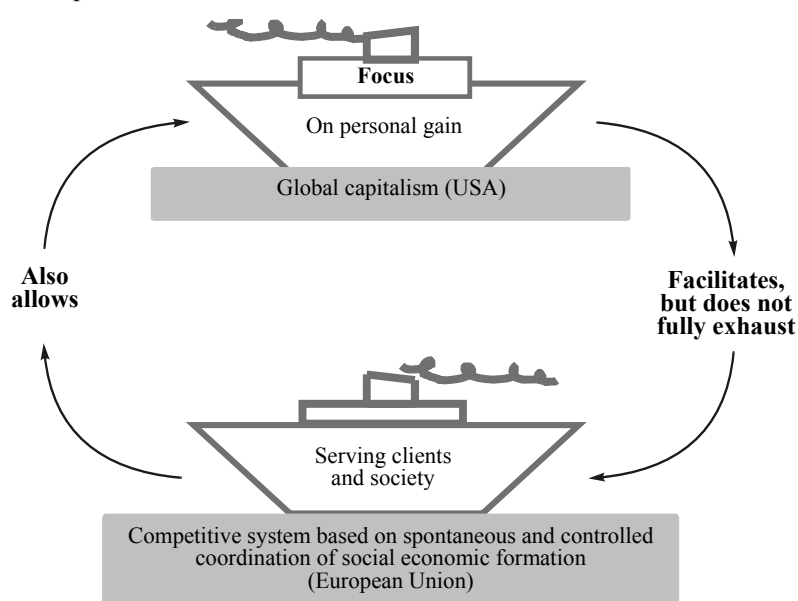 Focus
On personal gain
Global capitalism (USA)
Also
allows
Facilitates,
but does not
fully exhaust
Serving clients
and society
Competitive system based on spontaneous and controlled
coordination of social economic formation
(European Union)